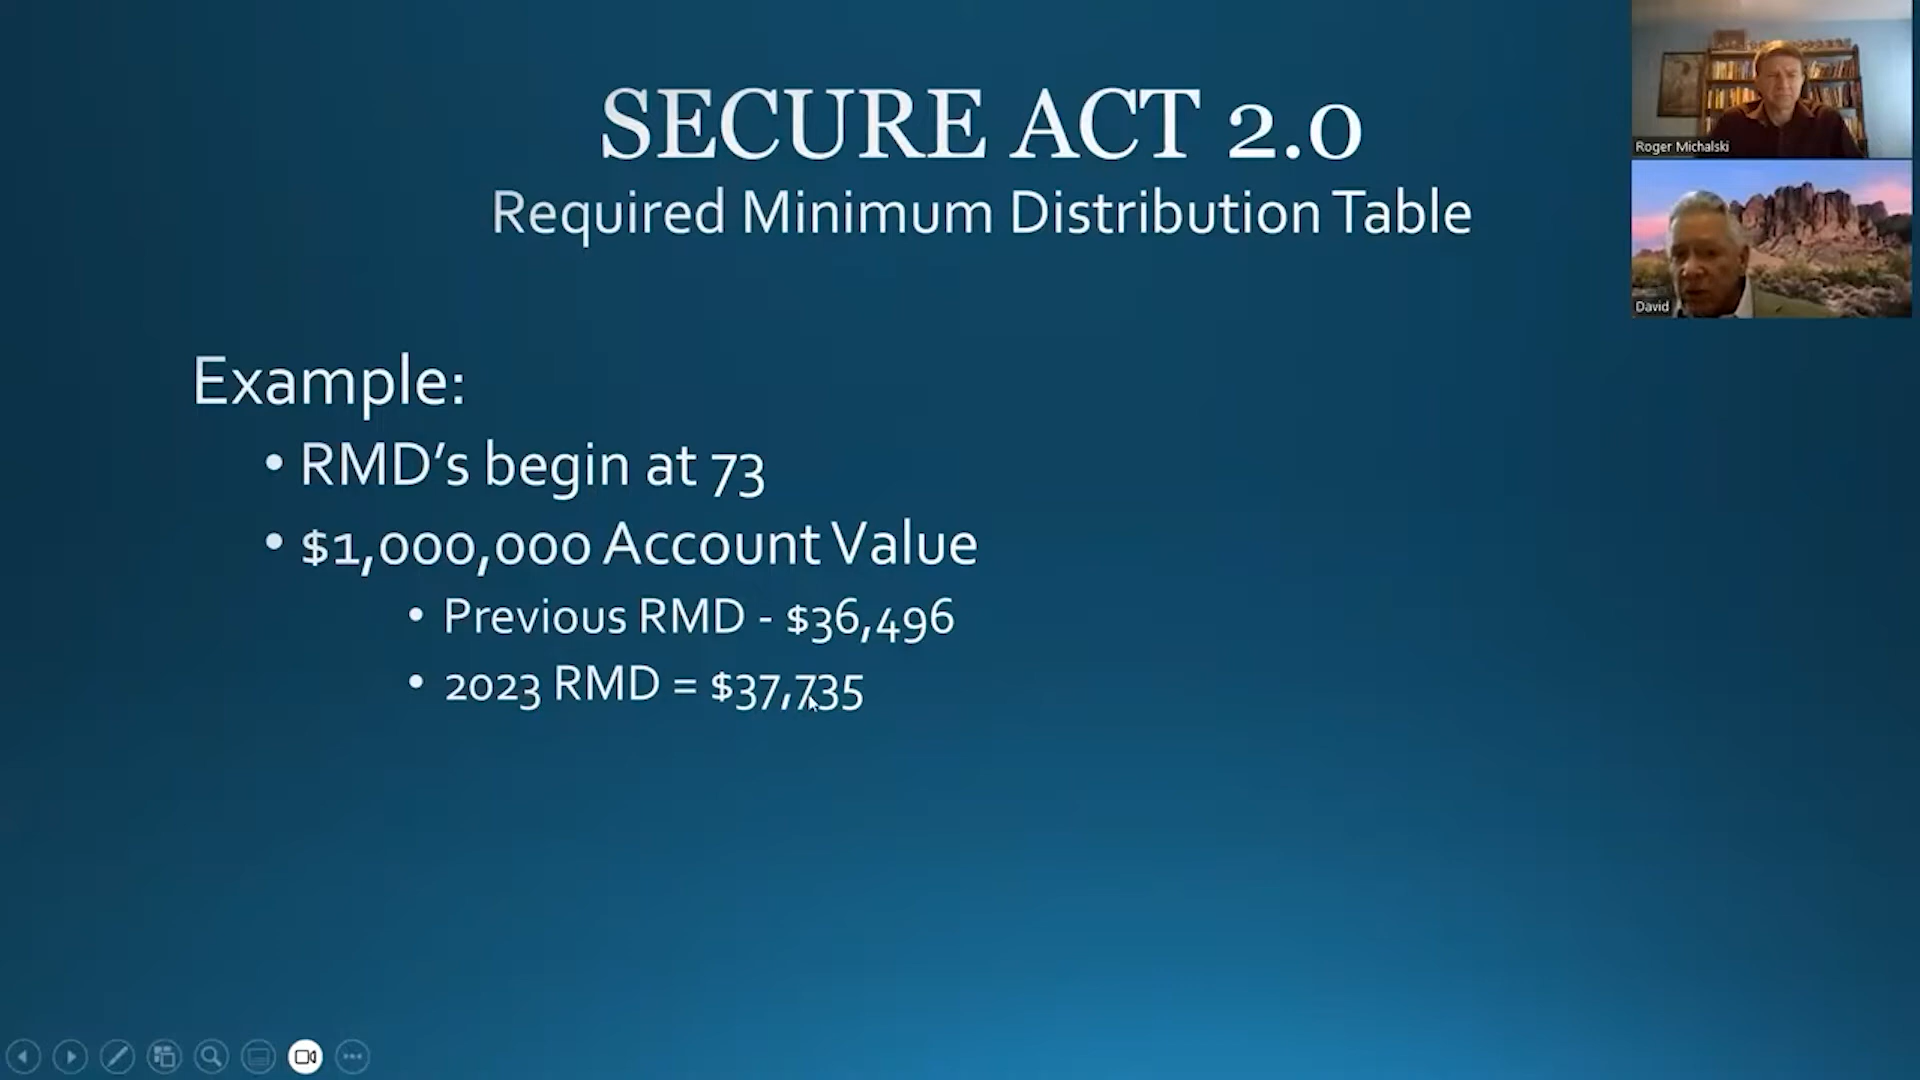 SECURE ACT 2.0
Required Minimum Distribution Table
Roger Michalski
David
Example:
• RMD’s begin at 73
• $1,000,000 Account Value
• Previous RMD - $36,496
• 2023 RMD = $37,735